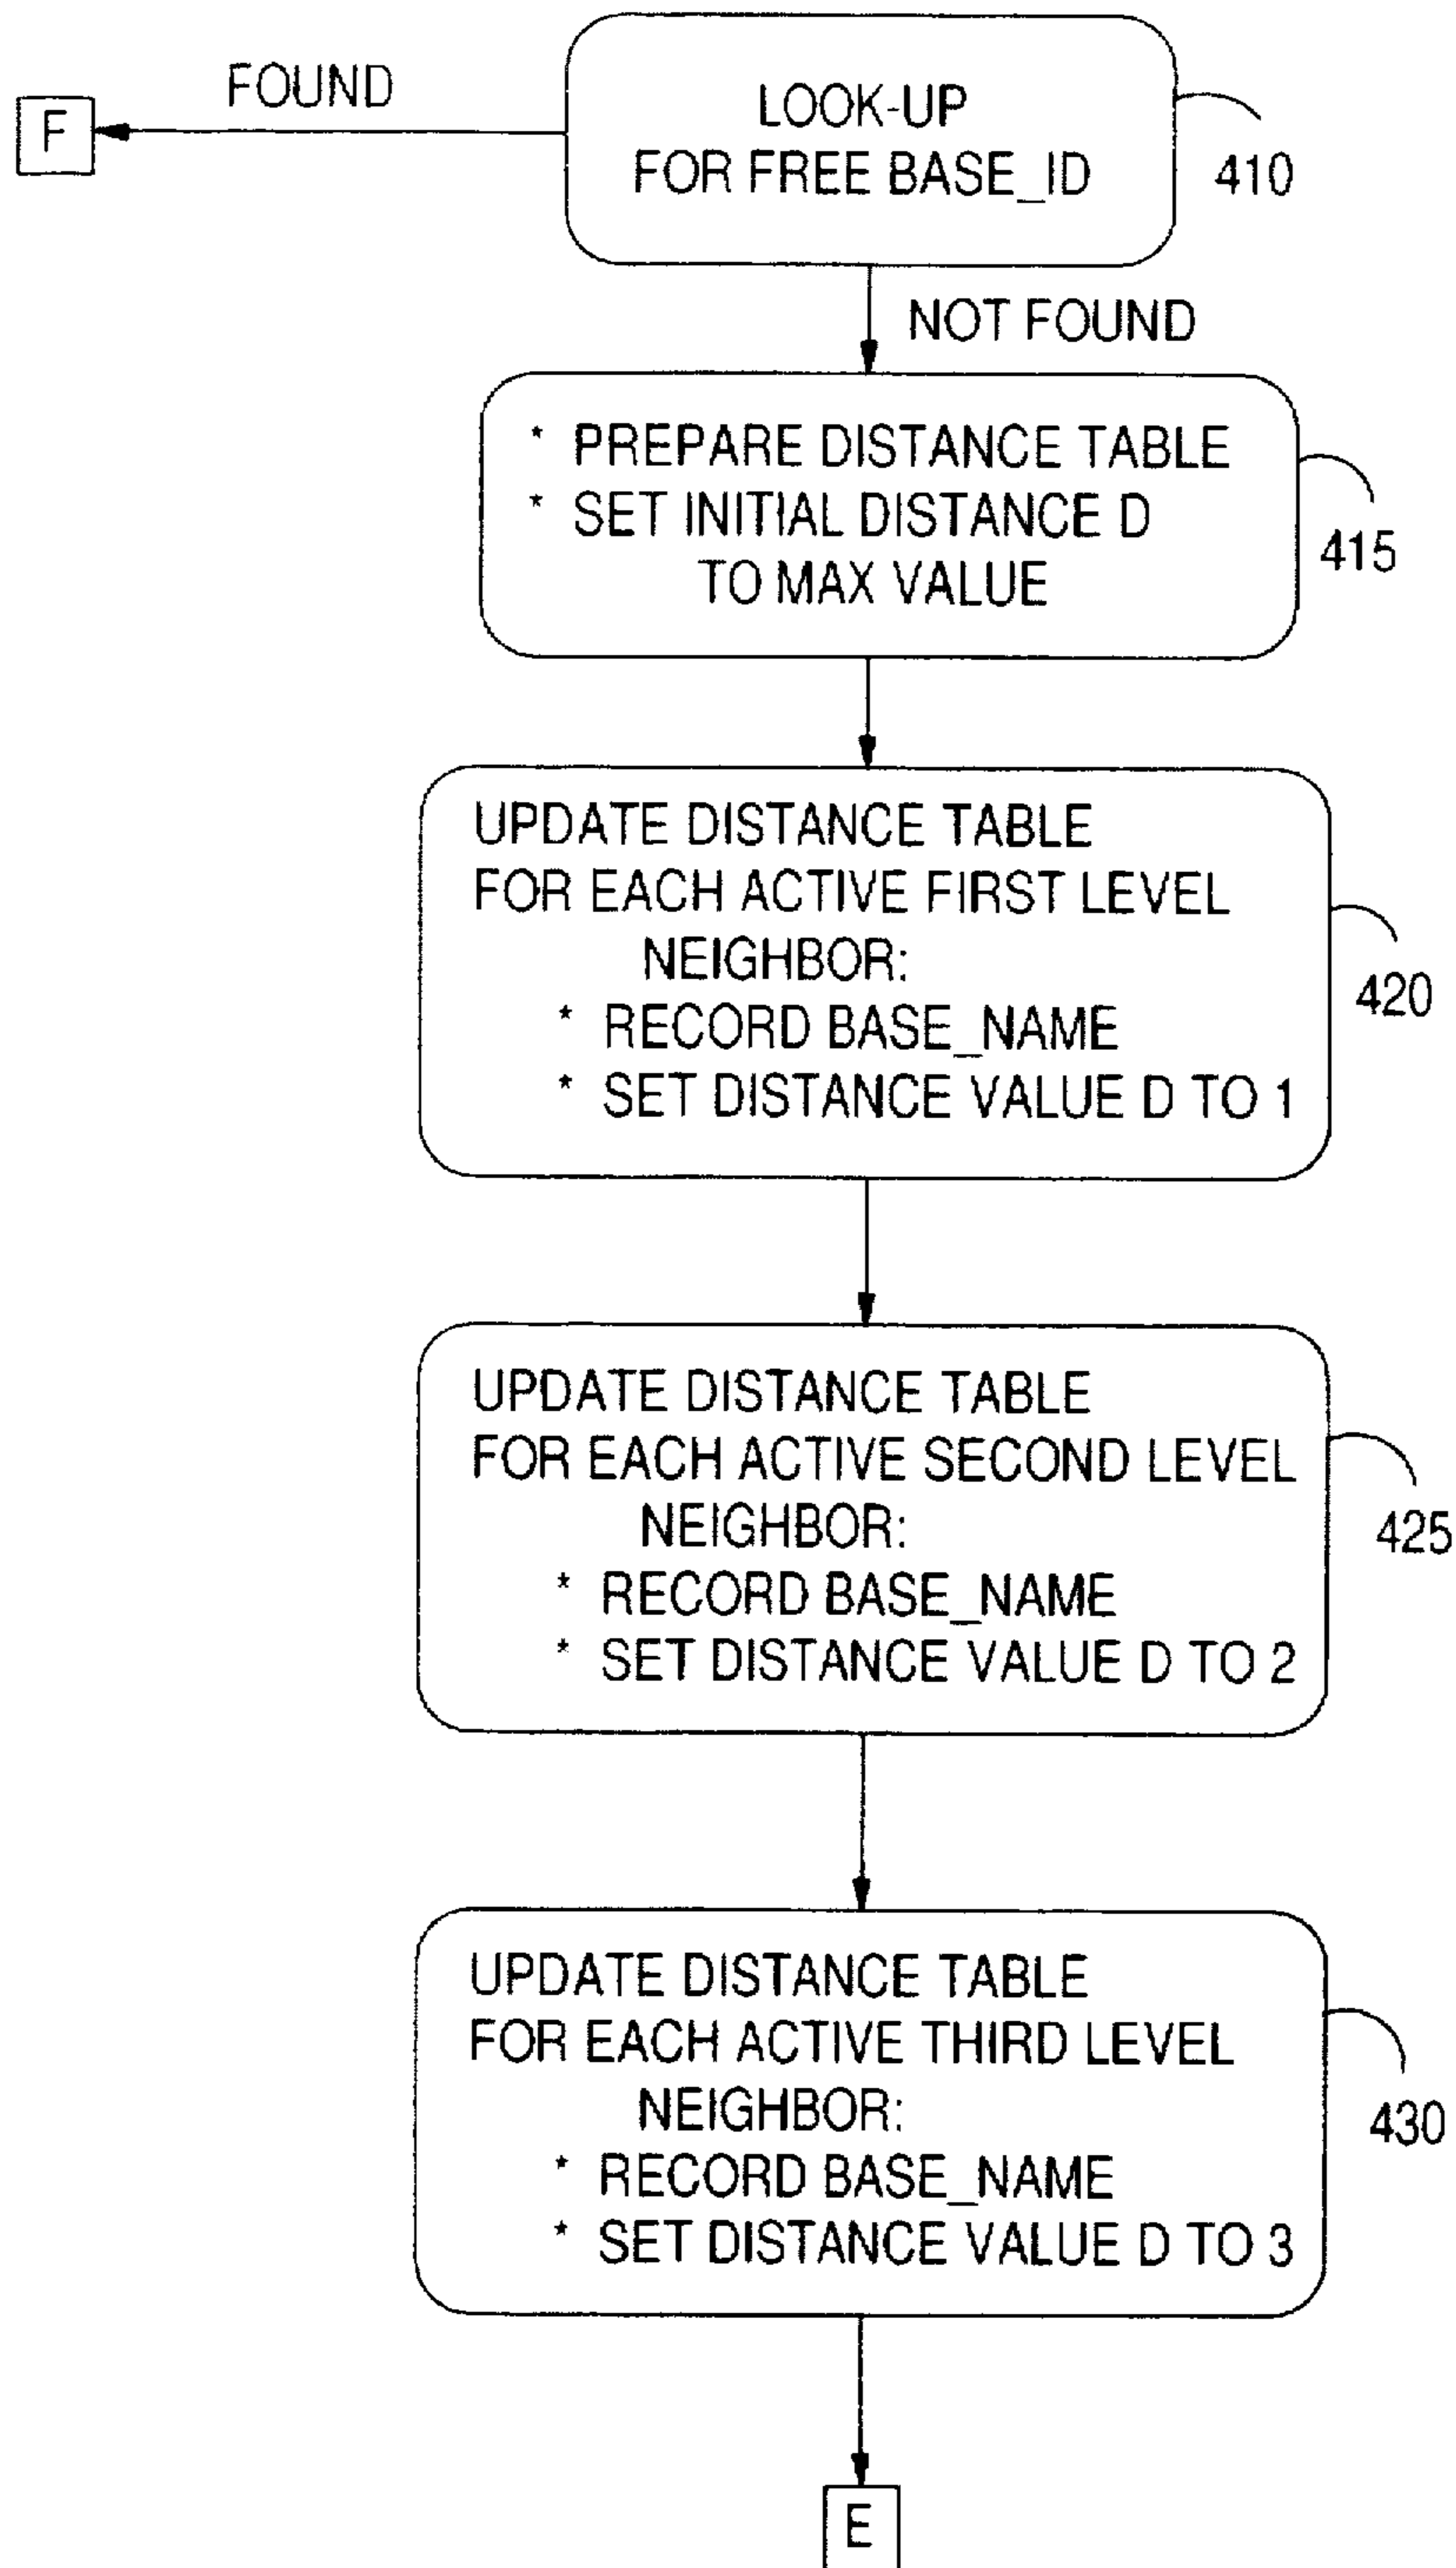 FOUND
F
LOOK-UP
FOR FREE BASE_ID
410
NOT FOUND
* PREPARE DISTANCE TABLE
* SET INITIAL DISTANCE D
TO MAX VALUE
415
UPDATE DISTANCE TABLE
FOR EACH ACTIVE FIRST LEVEL
NEIGHBOR:
* RECORD BASE_NAME
* SET DISTANCE VALUE D TO 1
420
UPDATE DISTANCE TABLE
FOR EACH ACTIVE SECOND LEVEL
NEIGHBOR:
* RECORD BASE_NAME
* SET DISTANCE VALUE D TO 2
425
UPDATE DISTANCE TABLE
FOR EACH ACTIVE THIRD LEVEL
NEIGHBOR:
* RECORD BASE_NAME
* SET DISTANCE VALUE D TO 3
430
E